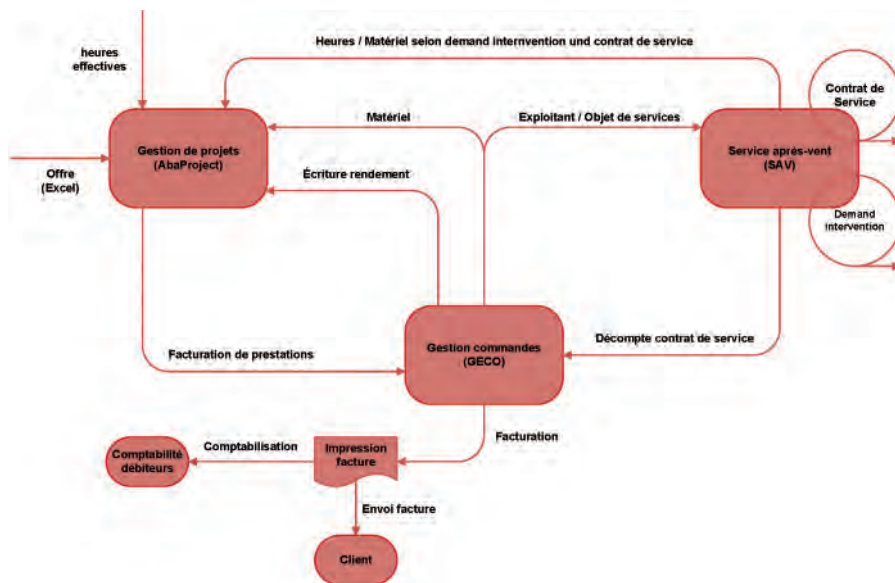 Heures / Matériel selon demand internvention und contrat de service
heures
effectives
Contrat de
Service
Matériel
Exploitant / Objet de services
Gestion de projets
(AbaProject)
Service après-vent
(SAV)
Offre
(Excel)
Écriture rendement
Demand
intervention
Gestion commandes
(GECO)
Décompte contrat de service
Facturation de prestations
Facturation
Comptabilisation
Impression
facture
Comptabilité
débiteurs
Envoi facture
Client